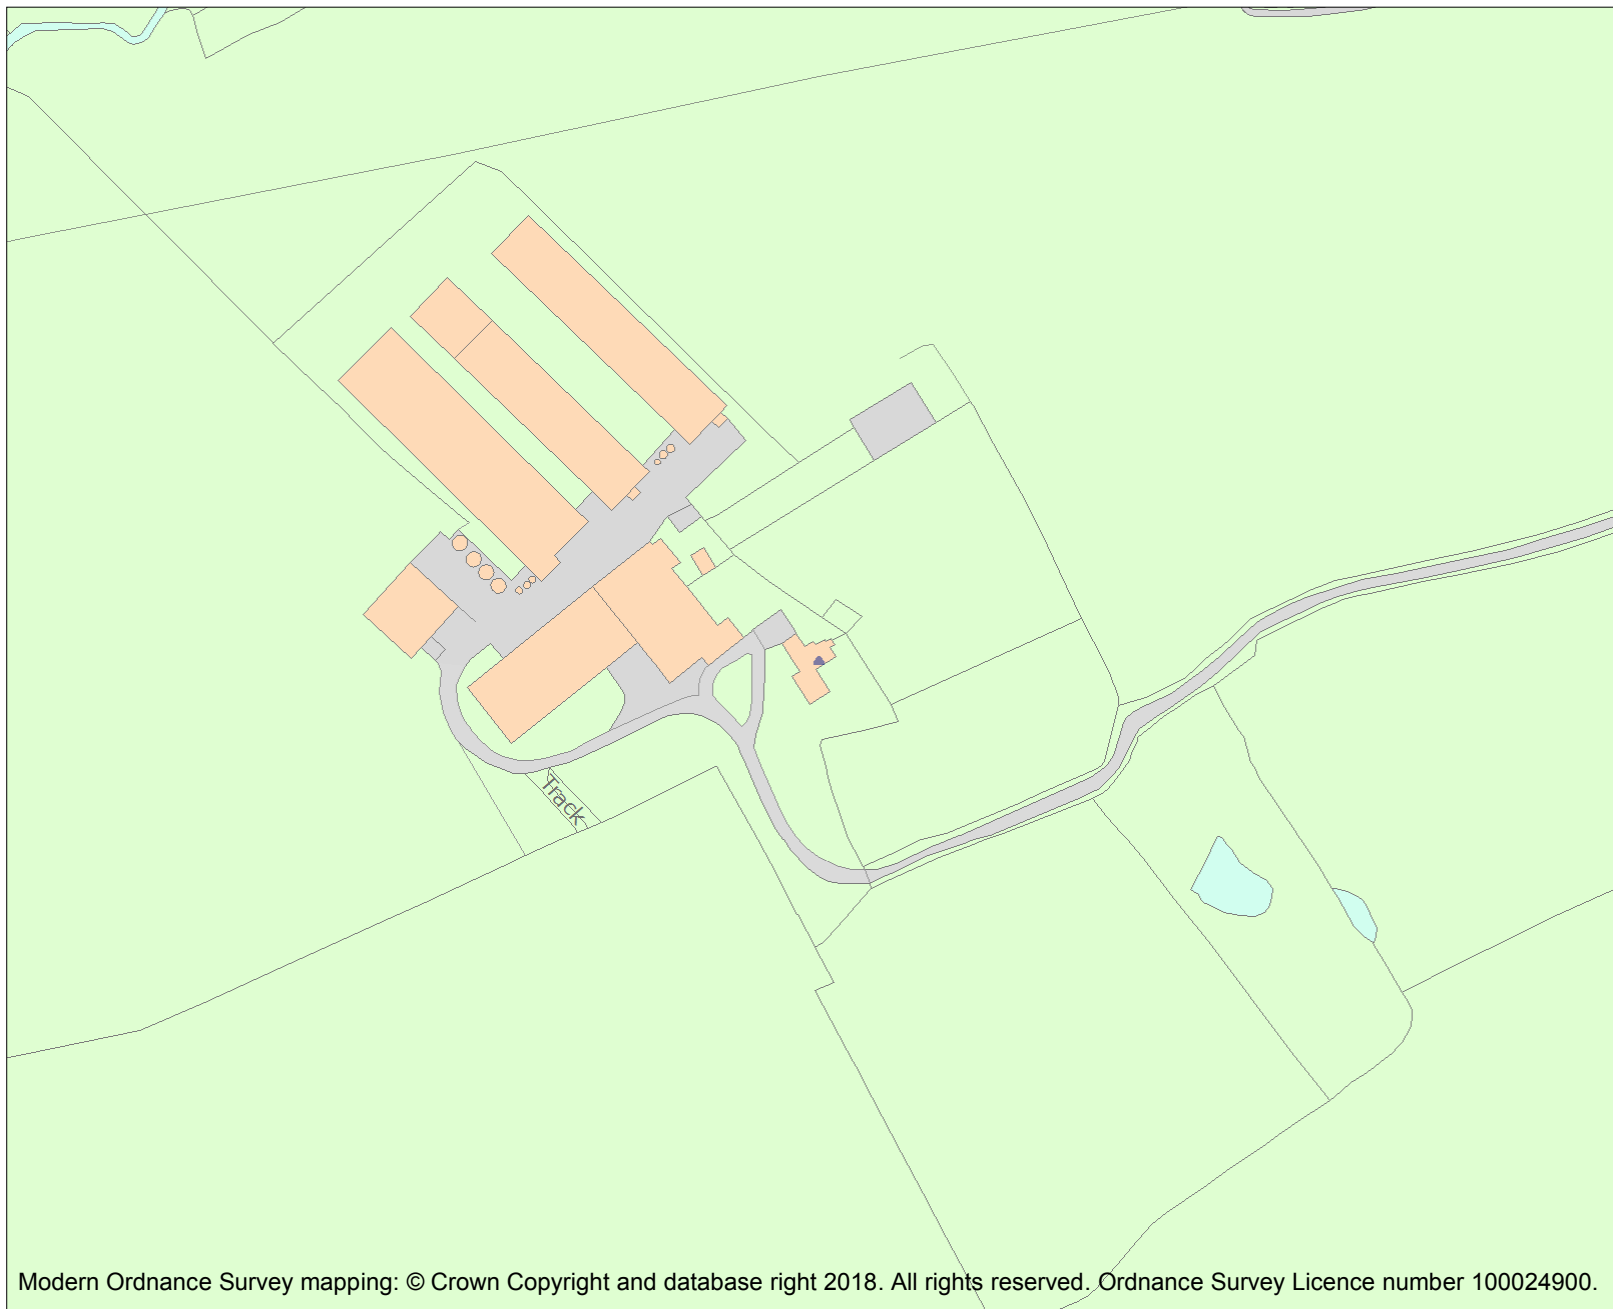 Track
Modern Ordnance Survey mapping: © Crown Copyright and database right 2018. All rights reserved. Ordnance Survey Licence number 100024900.